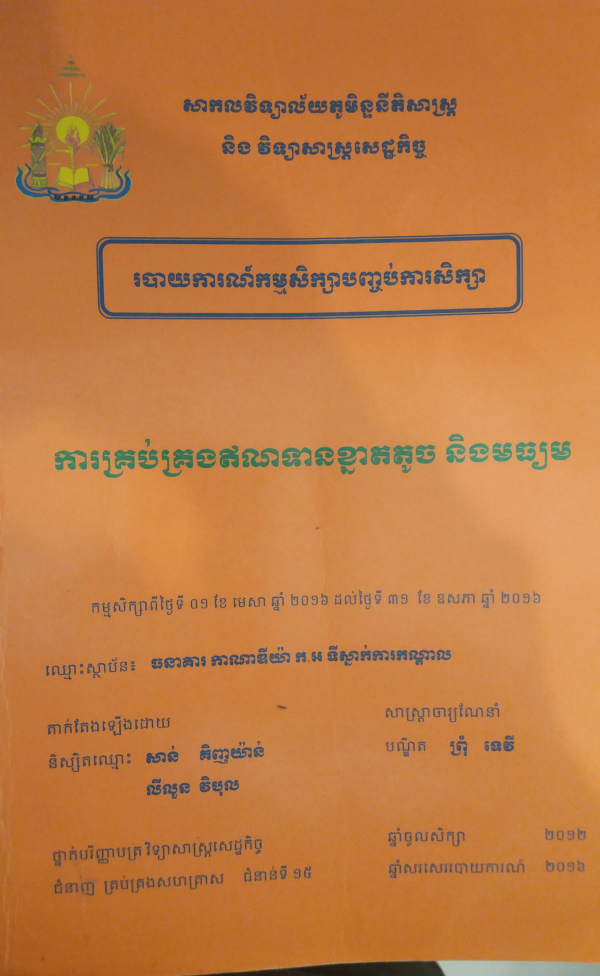 សាកលវិទ្យាល័យភូមិន្ទនីតិសាស្ត្រ
និង វិទ្យាសាស្ត្រសេដ្ឋកិច្ច
របាយការណ៍កម្មសិក្សាបញ្ចប់ការសិក្សា
ការគ្រប់គ្រងឥណទានខ្នាតតូច និងមធ្យម
កម្មសិក្សាពីថ្ងៃទី ០១ ខែ មេសា ឆ្នាំ ២០១៦ ដល់ថ្ងៃទី ៣១ ខែ ឧសភា ឆ្នាំ ២០១៦
ឈ្មោះស្ថាប័ន៖ ធនាគារ កាណាឌីយ៉ា ក.អ ទីស្នាក់ការកណ្តាល
តាក់តែងឡើងដោយ
និស្សិតឈ្មោះ សាន់ គិញយ៉ាន់
លីលួន វិបុល
សាស្ត្រាចារ្យណែនាំ
បណ្ឌិត ព្រុំ ទេវី
ថ្នាក់បរិញ្ញាបត្រ វិទ្យាសាស្ត្រសេដ្ឋកិច្ច
ជំនាញ គ្រប់គ្រងសហគ្រាស ជំនាន់ទី ១៥
ឆ្នាំចូលសិក្សា ២០១២
ឆ្នាំសរសេររបាយការណ៍ ២០១៦